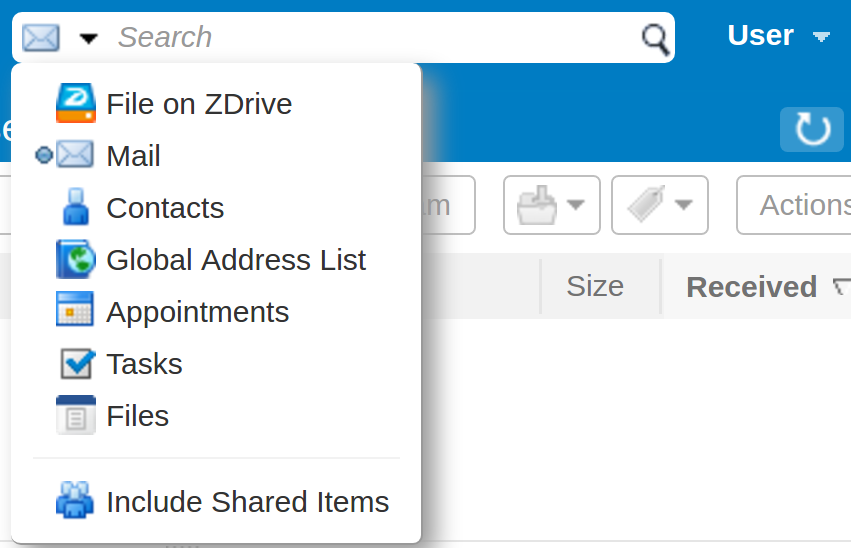 Search
User
File on ZDrive
Mail
Contacts
Global Address List
Appointments
Tasks
Files
Include Shared Items
Actions
Size
Received